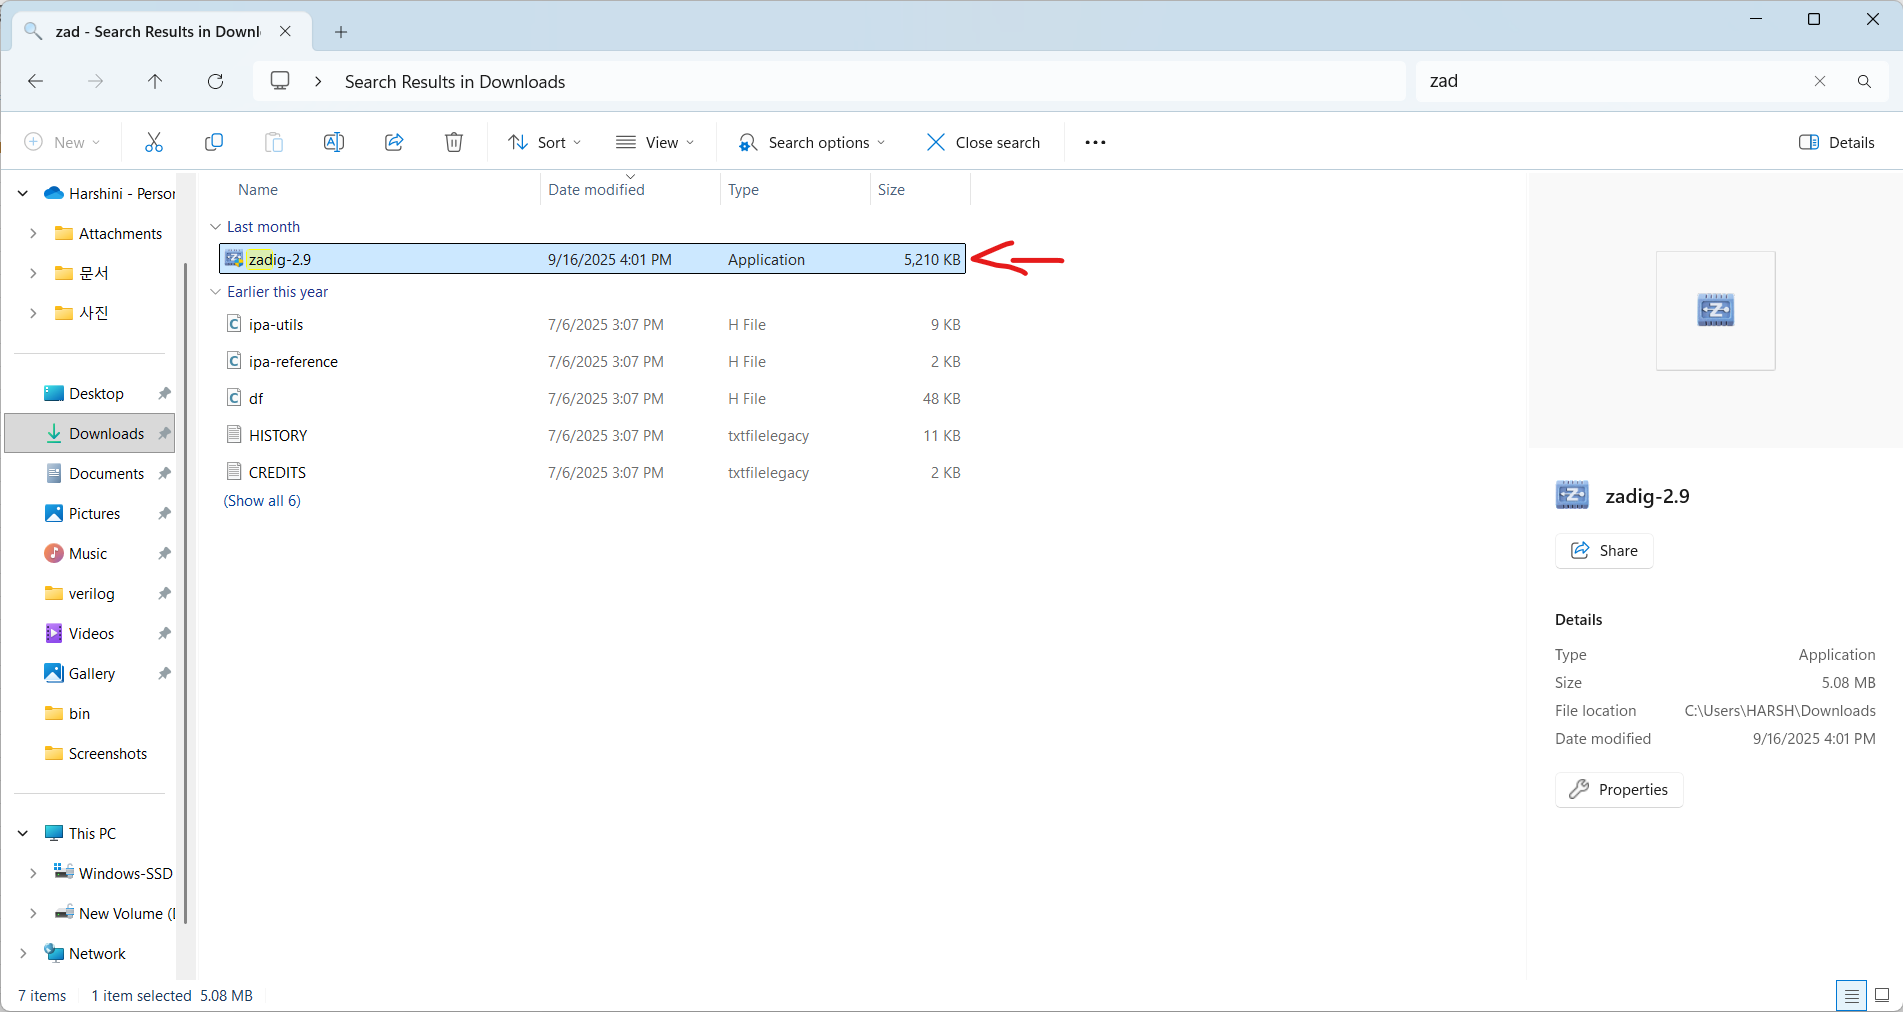 zad - Search Results in Downl
Search Results in Downloads
zad
New
Sort
View
Search options
Close search
Details
Harshini - Person
Attachments
문서
사진
Desktop
Downloads
Documents
Pictures
Music
verilog
Videos
Gallery
bin
Screenshots
This PC
Windows-SSD
New Volume (
Network
Name Date modified Type Size
Last month
zadig-2.9 9/16/2025 4:01 PM Application 5,210 KB
Earlier this year
ipa-utils 7/6/2025 3:07 PM H File 9 KB
ipa-reference 7/6/2025 3:07 PM H File 2 KB
df 7/6/2025 3:07 PM H File 48 KB
HISTORY 7/6/2025 3:07 PM txtfilelegacy 11 KB
CREDITS 7/6/2025 3:07 PM txtfilelegacy 2 KB
(Show all 6)
zadig-2.9
Share
Details
Type Application
Size 5.08 MB
File location C:\Users\HARSH\Downloads
Date modified 9/16/2025 4:01 PM
Properties
7 items 1 item selected 5.08 MB